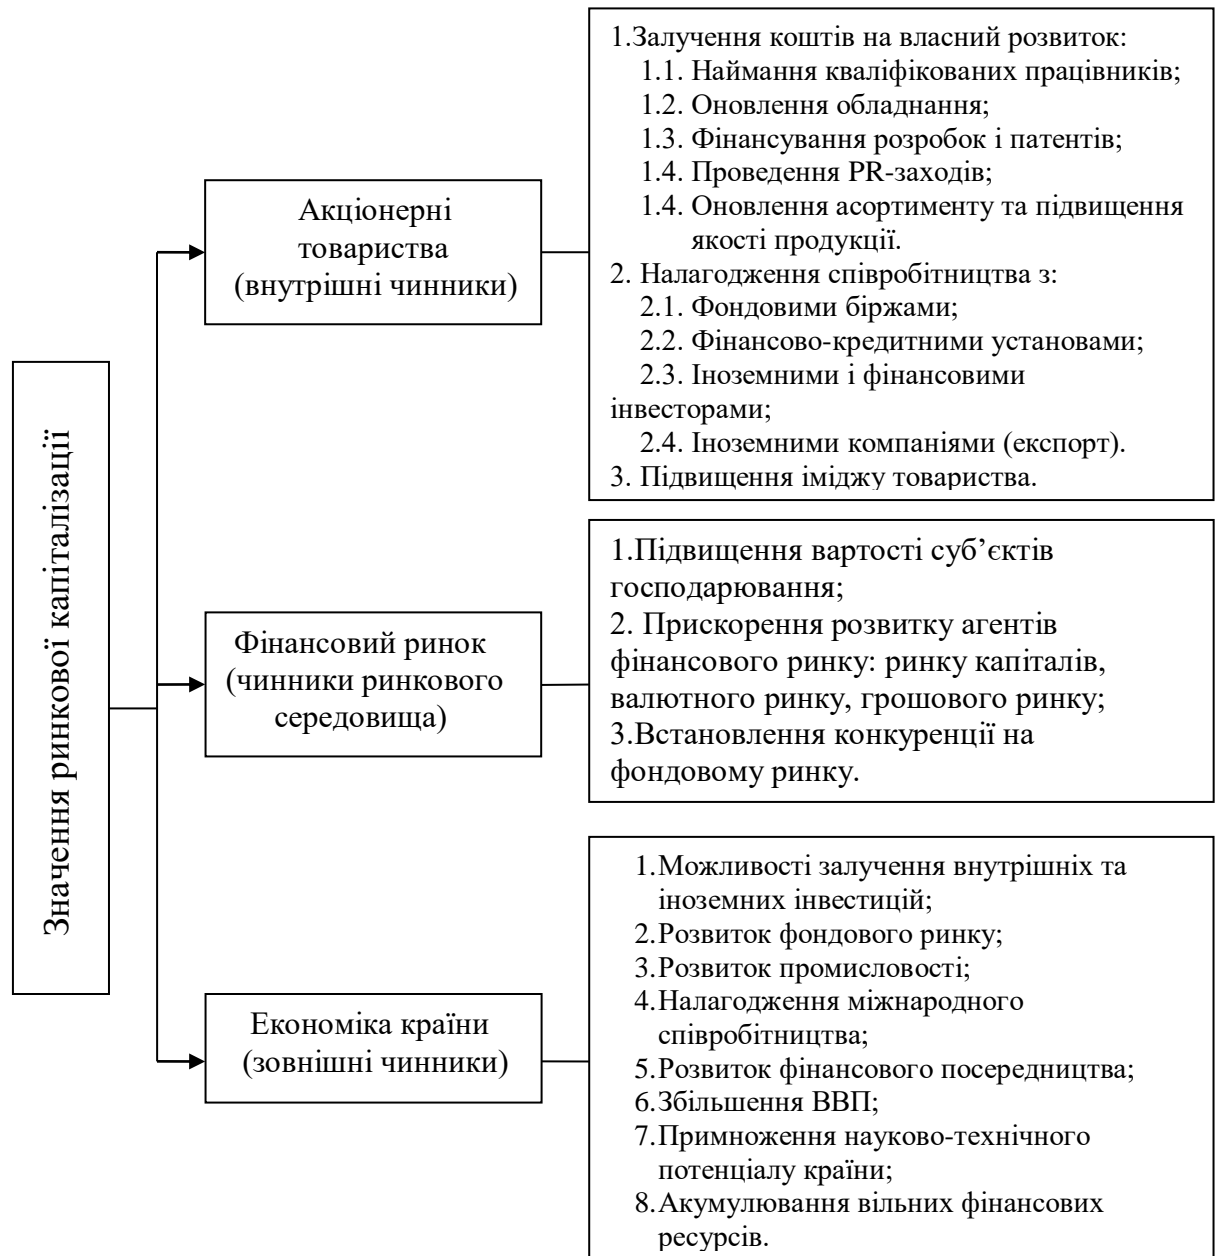 Значення ринкової капіталізації
Акціонерні
товариства
(внутрішні чинники)
1.Залучення коштів на власний розвиток:
1.1. Наймання кваліфікованих працівників;
1.2. Оновлення обладнання;
1.3. Фінансування розробок і патентів;
1.4. Проведення PR-заходів;
1.4. Оновлення асортименту та підвищення
якості продукції.
2. Налагодження співробітництва з:
2.1. Фондовими біржами;
2.2. Фінансово-кредитними установами;
2.3. Іноземними і фінансовими
інвесторами;
2.4. Іноземними компаніями (експорт).
3. Підвищення іміджу товариства.
Фінансовий ринок
(чинники ринкового
середовища)
1.Підвищення вартості суб’єктів
господарювання;
2. Прискорення розвитку агентів
фінансового ринку: ринку капіталів,
валютного ринку, грошового ринку;
3.Встановлення конкуренції на
фондовому ринку.
Економіка країни
(зовнішні чинники)
1.Можливості залучення внутрішніх та
іноземних інвестицій;
2.Розвиток фондового ринку;
3.Розвиток промисловості;
4.Налагодження міжнародного
співробітництва;
5.Розвиток фінансового посередництва;
6.Збільшення ВВП;
7.Примноження науково-технічного
потенціалу країни;
8.Акумулювання вільних фінансових
ресурсів.